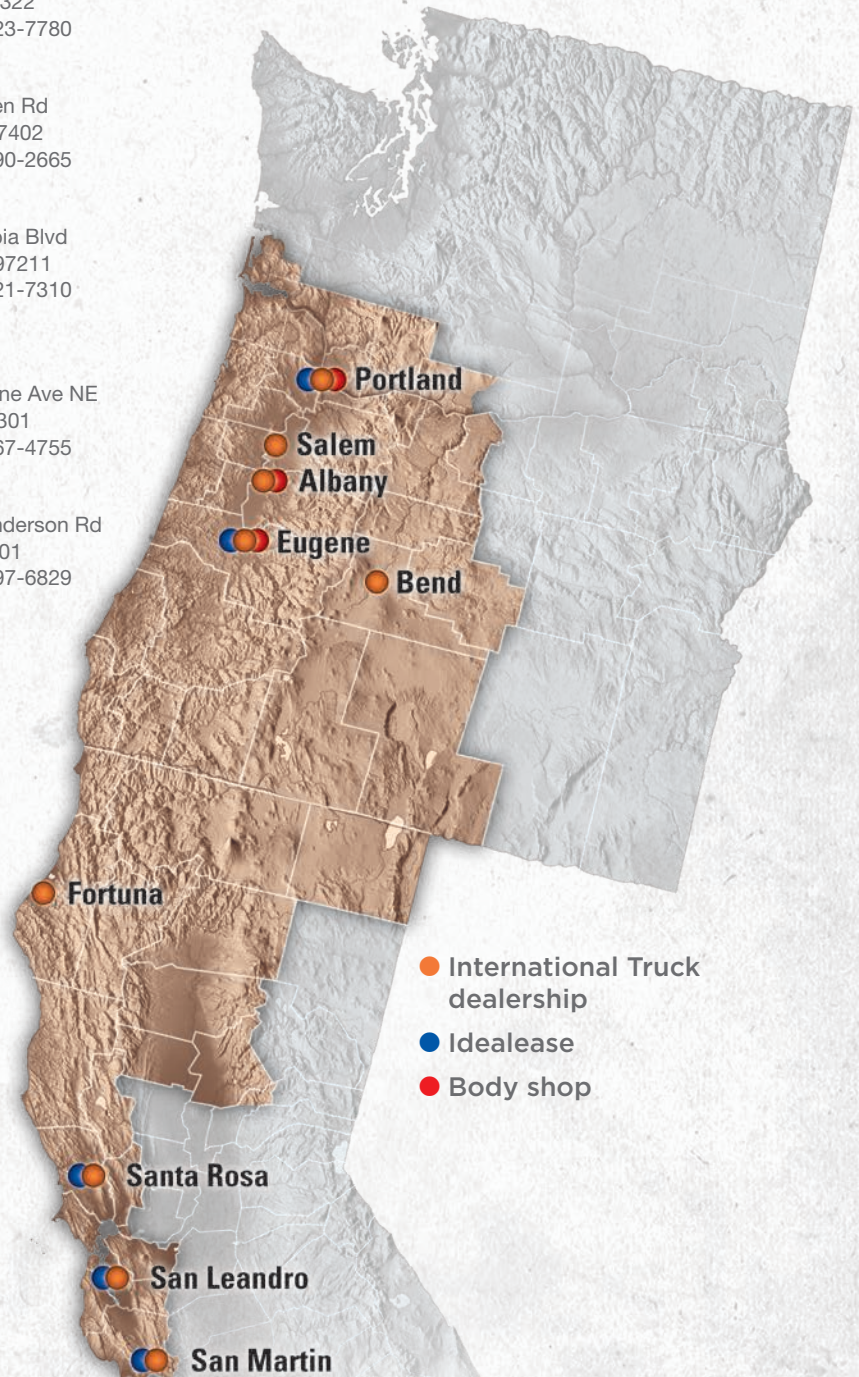 322
23-7780
en Rd
7402
90-2665
bia Blvd
97211
21-7310
ne Ave NE
301
67-4755
nderson Rd
01
97-6829
Portland
Salem
Albany
Eugene
Bend
Fortuna
International Truck
dealership
Idealease
Body shop
Santa Rosa
San Leandro
San Martin